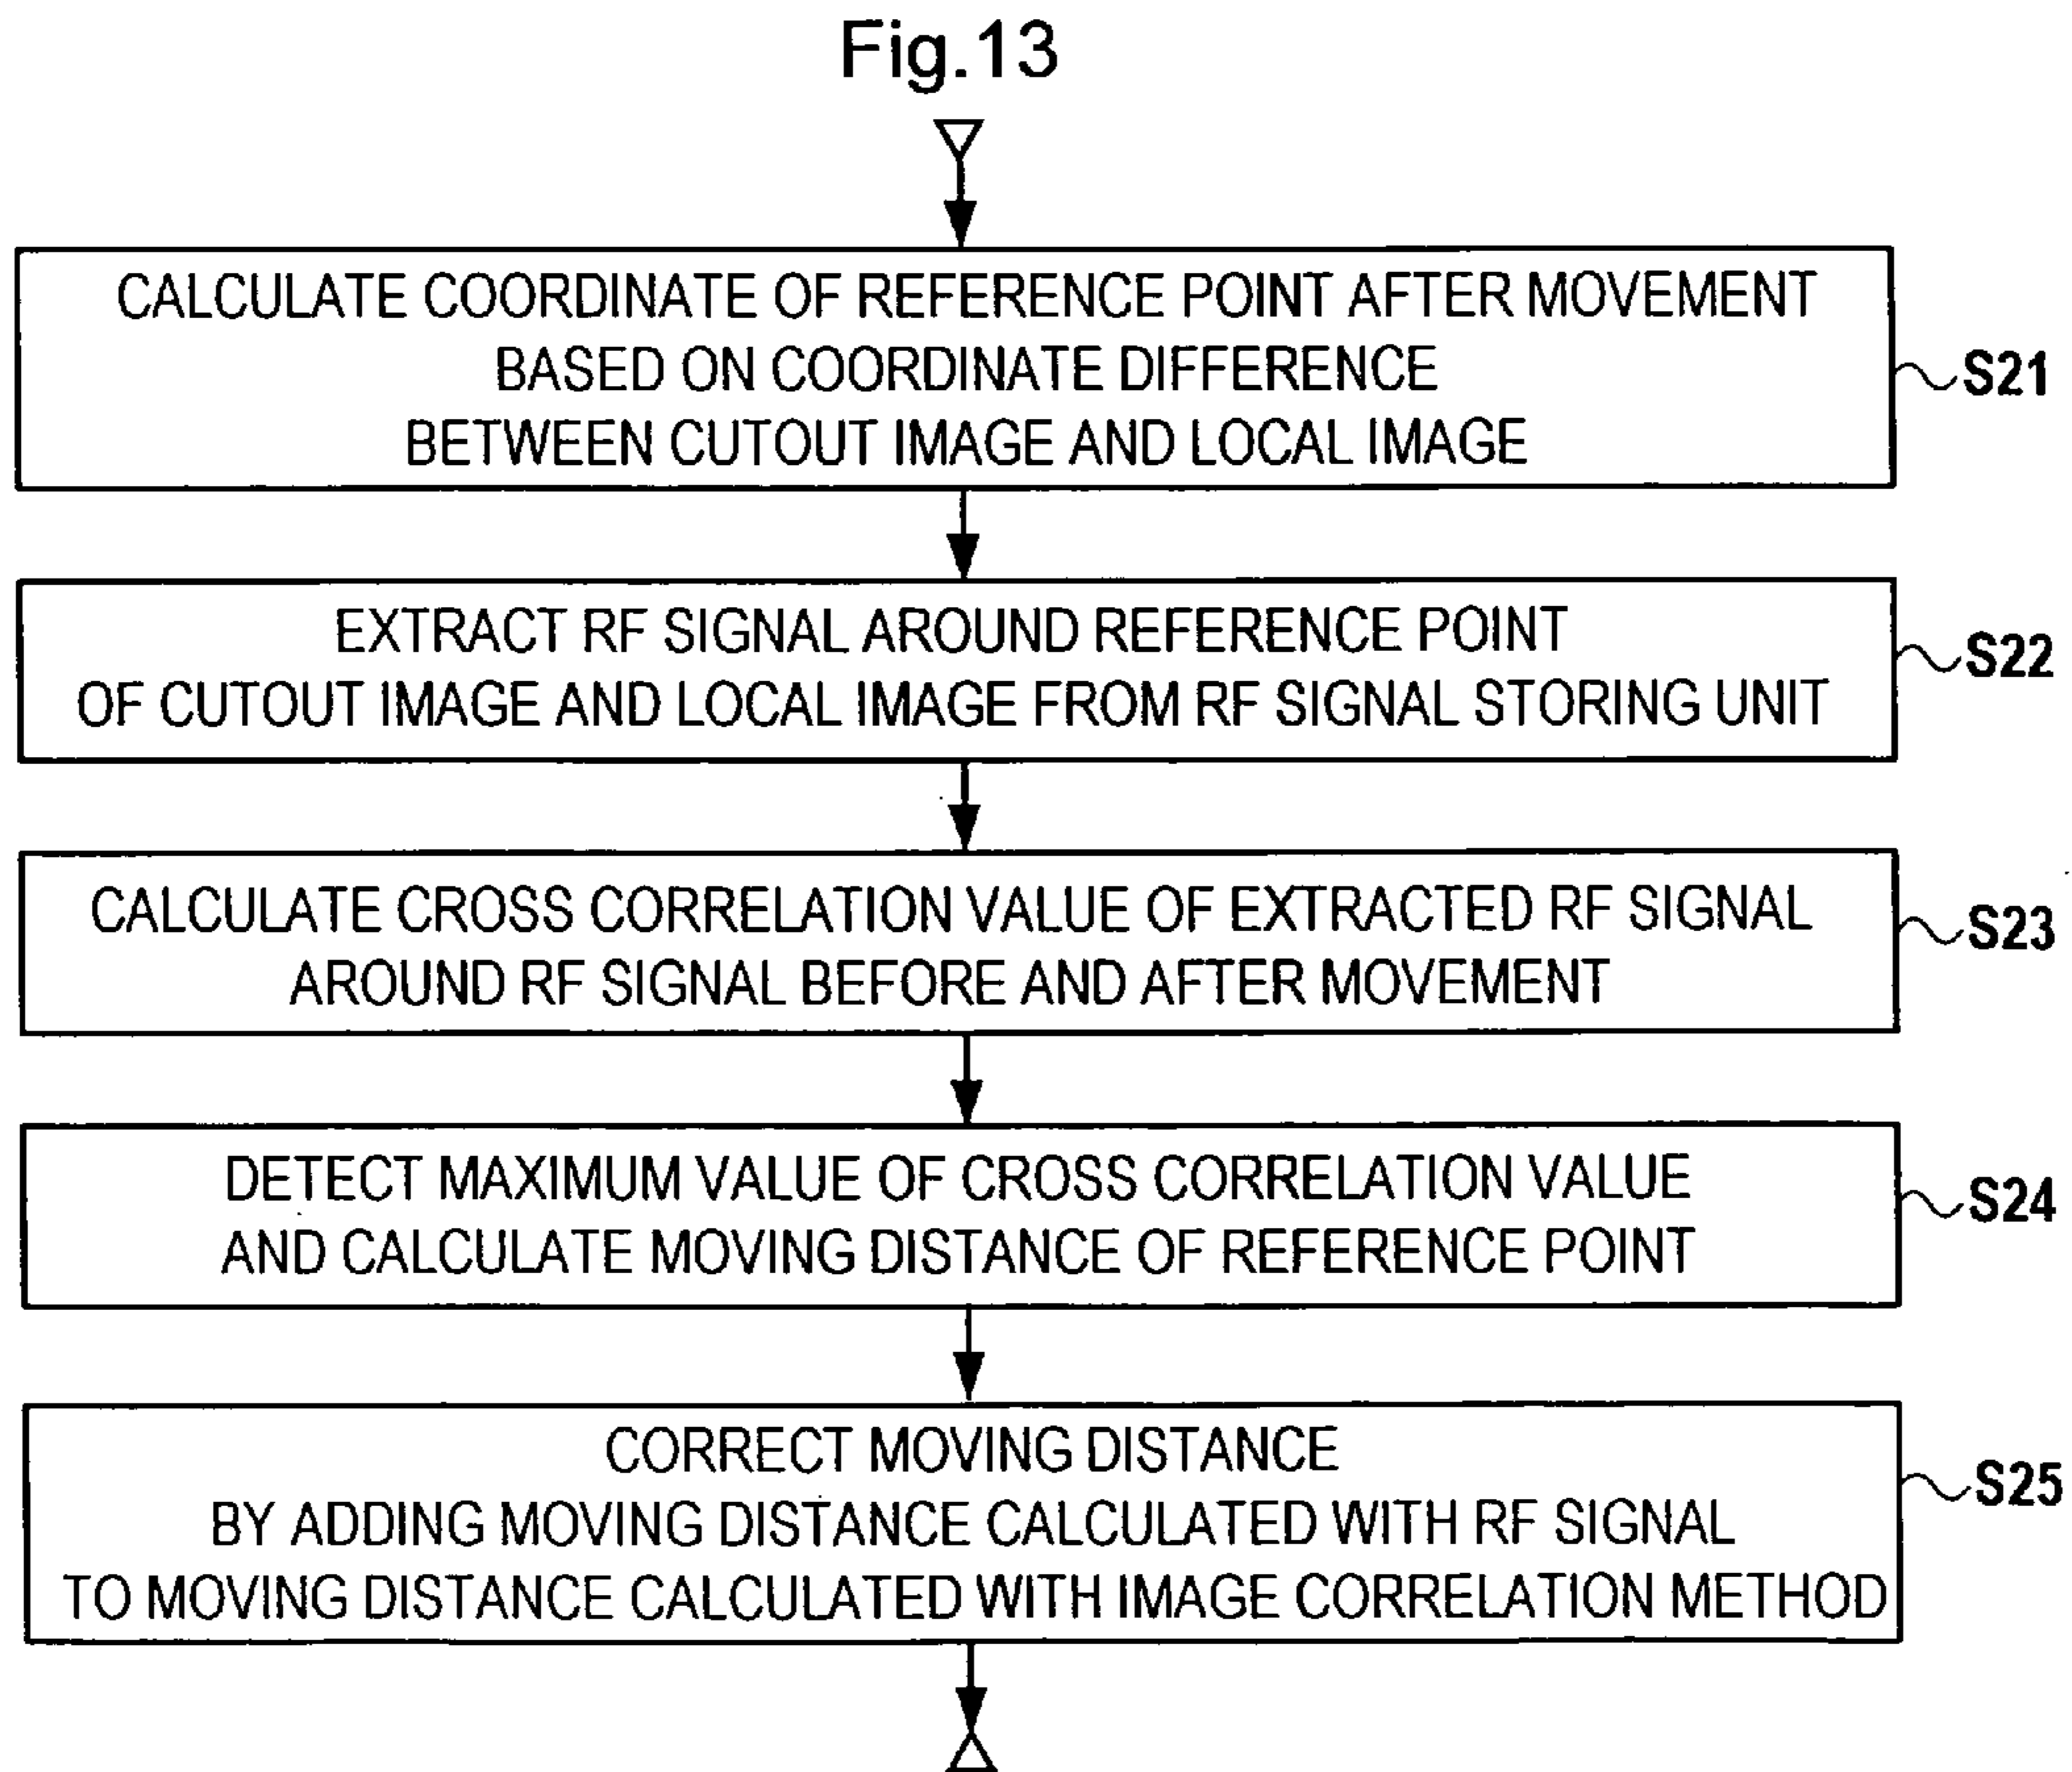 Fig.13
CALCULATE COORDINATE OF REFERENCE POINT AFTER MOVEMENT
BASED ON COORDINATE DIFFERENCE
BETWEEN CUTOUT IMAGE AND LOCAL IMAGE
S21
EXTRACT RF SIGNAL AROUND REFERENCE POINT
OF CUTOUT IMAGE AND LOCAL IMAGE FROM RF SIGNAL STORING UNIT
S22
CALCULATE CROSS CORRELATION VALUE OF EXTRACTED RF SIGNAL
AROUND RF SIGNAL BEFORE AND AFTER MOVEMENT
S23
DETECT MAXIMUM VALUE OF CROSS CORRELATION VALUE
AND CALCULATE MOVING DISTANCE OF REFERENCE POINT
S24
CORRECT MOVING DISTANCE
BY ADDING MOVING DISTANCE CALCULATED WITH RF SIGNAL
TO MOVING DISTANCE CALCULATED WITH IMAGE CORRELATION METHOD
S25